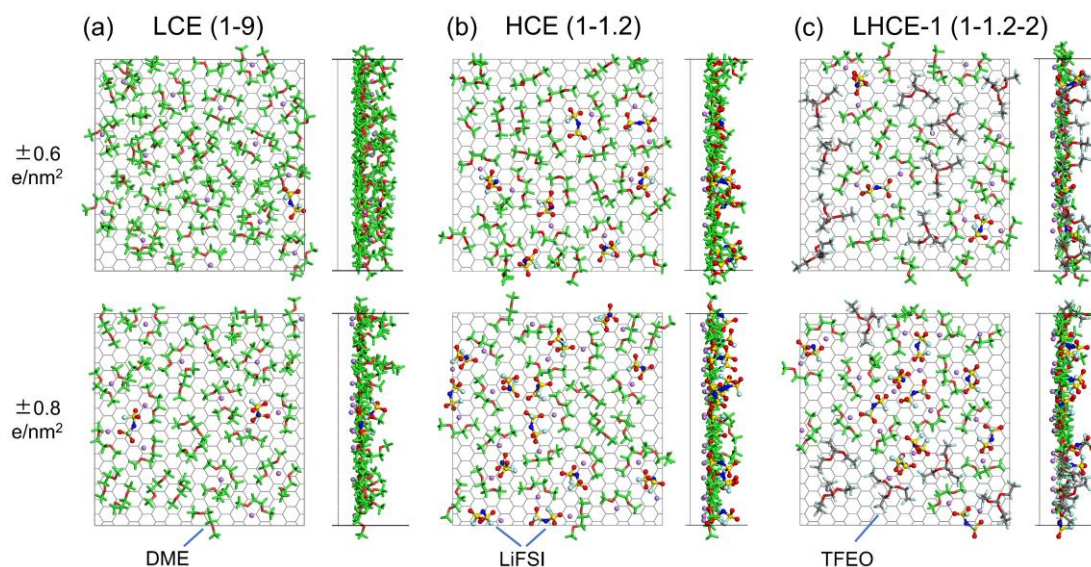 (a) LCE (1-9)
(b) HCE (1-1.2)
(c) LHCE-1 (1-1.2-2)
±0.6
e/nm²
±0.8
e/nm²
DME
LiFSI
TFEO